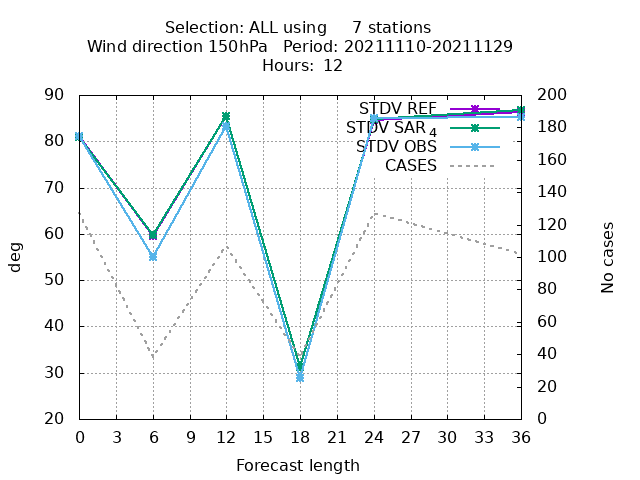 Selection: ALL using 7 stations
Wind direction 150hPa Period: 20211110-20211129
Hours: 12
90 200
80 180
70 160
60 140
50 120
40 100
30 80
20 60
40
20
0
STDV REF
STDV SAR 4
STDV OBS
CASES
deg
No cases
0 3 6 9 12 15 18 21 24 27 30 33 36
Forecast length